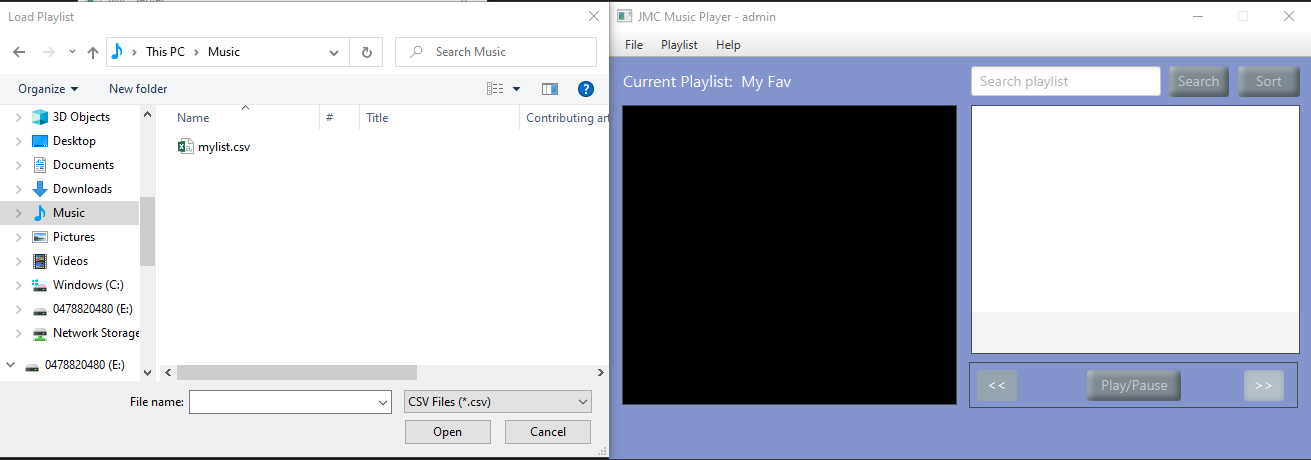 Load Playlist
This PC
Music
Search Music
Organize
New folder
Name
#
Title
Contributing art
mylist.csv
3D Objects
Desktop
Documents
Downloads
Music
Pictures
Videos
Windows (C:)
0478820480 (E:)
Network Storage
0478820480 (E:)
File name:
CSV Files (*.csv)
Open
Cancel
JMC Music Player - admin
File
Playlist
Help
Current Playlist: My Fav
Search playlist
Search
Sort
<<
Play/Pause
>>